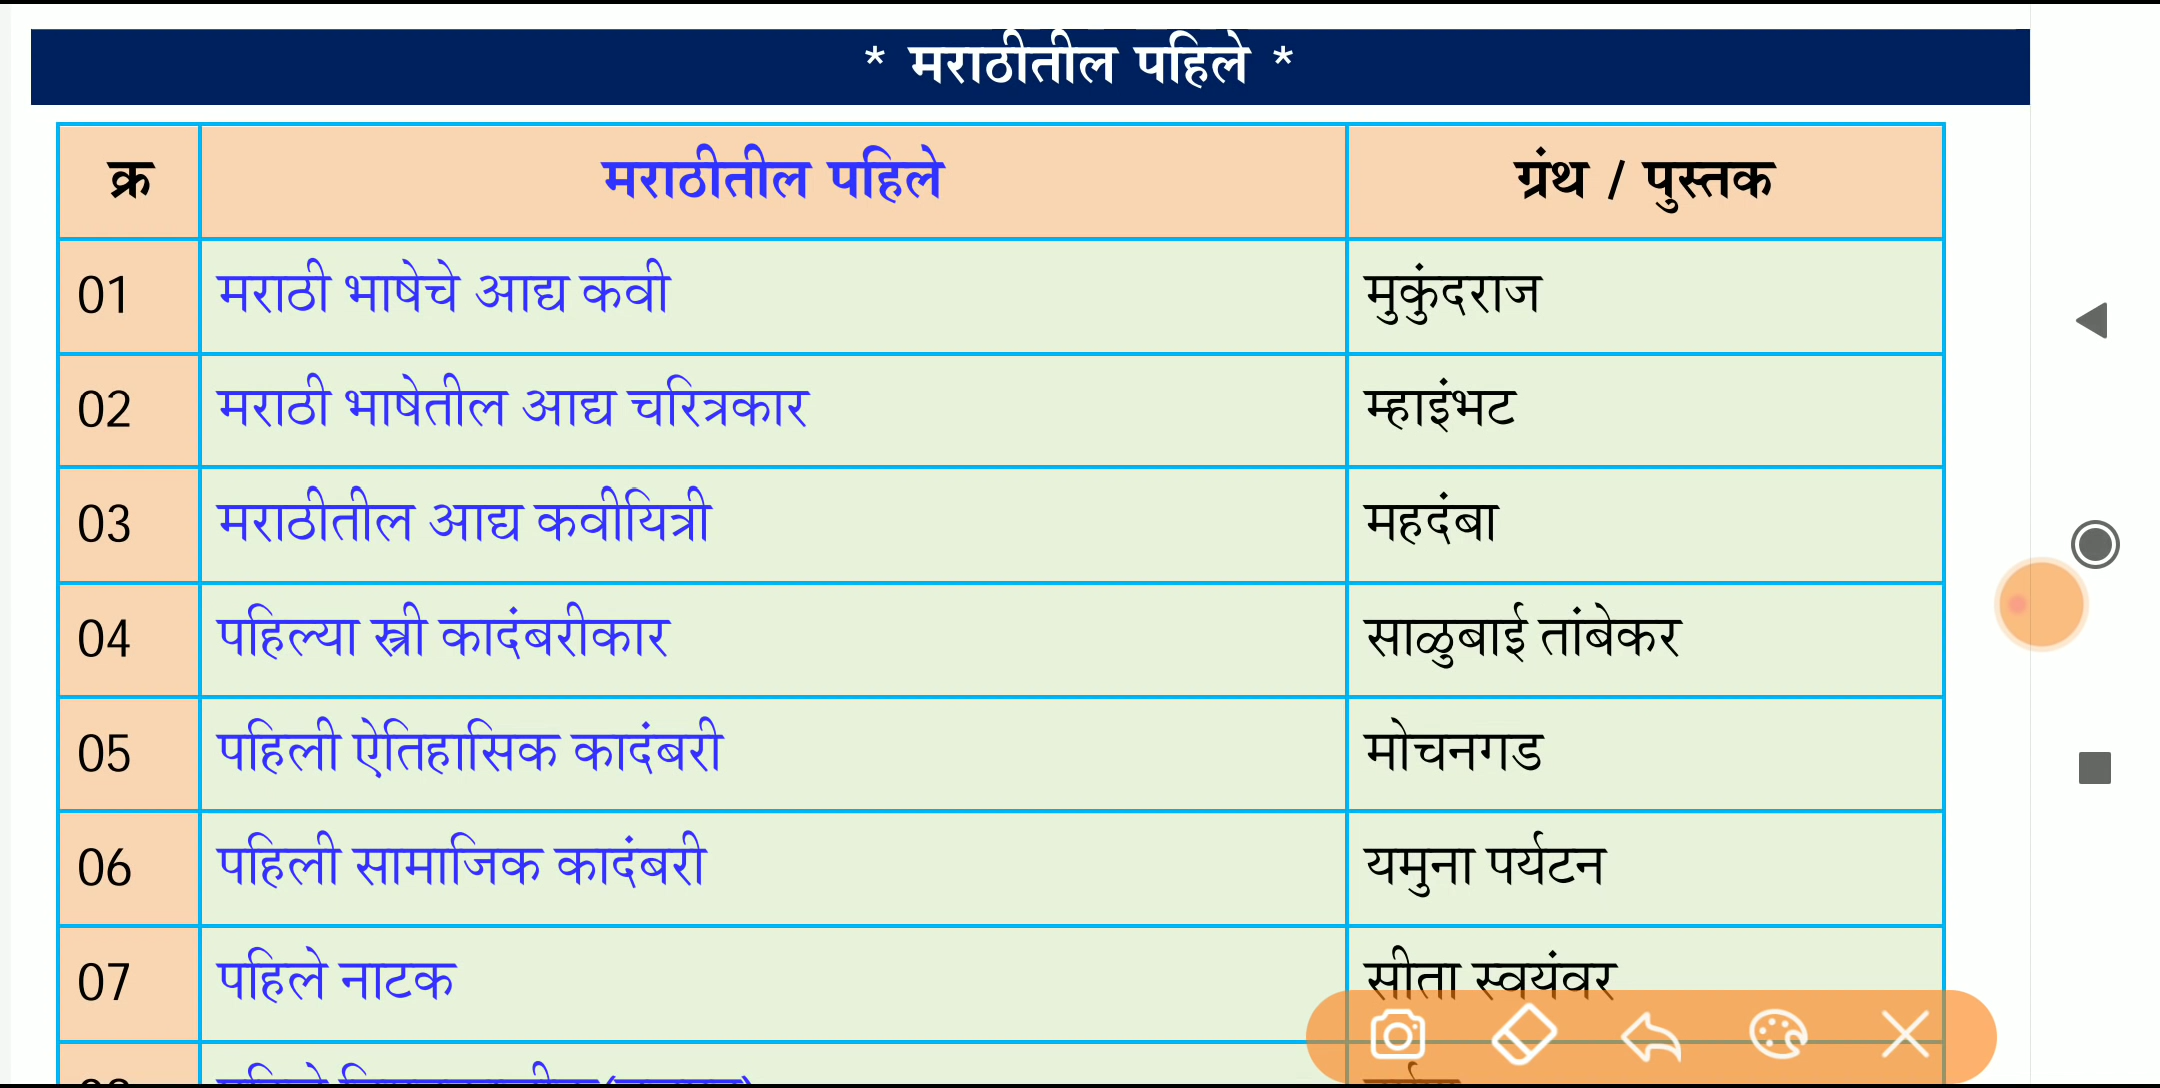 * मराठीतील पहिले *
क्र मराठीतील पहिले ग्रंथ / पुस्तक
01 मराठी भाषेचे आद्य कवी मुकुंदराज
02 मराठी भाषेतील आद्य चरित्रकार म्हाइंभट
03 मराठीतील आद्य कवीयित्री महदंबा
04 पहिल्या स्त्री कादंबरीकार साळुबाई तांबेकर
05 पहिली ऐतिहासिक कादंबरी मोचनगड
06 पहिली सामाजिक कादंबरी यमुना पर्यटन
07 पहिले नाटक सीता स्वयंवर